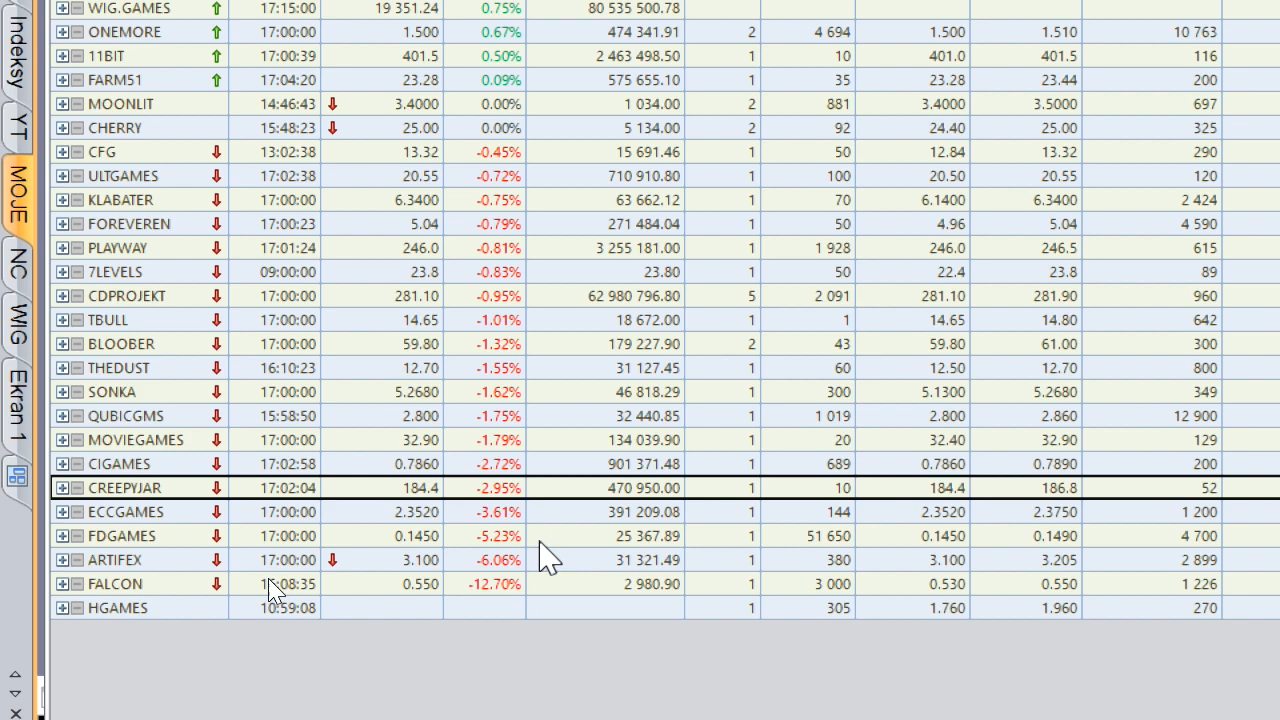 WIG.GAMES 17:15:00 19 351.24 0.75% 80 535 500.78
ONEMORE 17:00:00 1.500 0.67% 474 341.91 2 4 694 1.500 1.510 10 763
11BIT 17:00:39 401.5 0.50% 2 463 498.50 1 10 401.0 401.5 116
FARM51 17:04:20 23.28 0.09% 575 655.10 1 35 23.28 23.44 200
MOONLIT 14:46:43 3.4000 0.00% 1 034.00 2 881 3.4000 3.5000 697
CHERRY 15:48:23 25.00 0.00% 5 134.00 2 92 24.40 25.00 325
CFG 13:02:38 13.32 -0.45% 15 691.46 1 50 12.84 13.32 290
ULTGAMES 17:02:38 20.55 -0.72% 710 910.80 1 100 20.50 20.55 120
KLABATER 17:00:00 6.3400 -0.75% 63 662.12 1 70 6.1400 6.3400 2 424
FOREVEREN 17:00:23 5.04 -0.79% 271 484.04 1 50 4.96 5.04 4 590
PLAYWAY 17:01:24 246.0 -0.81% 3 255 181.00 1 1 928 246.0 246.5 615
7LEVELS 09:00:00 23.8 -0.83% 23.80 1 50 22.4 23.8 89
CDPROJEKT 17:00:00 281.10 -0.95% 62 980 796.80 5 2 091 281.10 281.90 960
TBULL 17:00:00 14.65 -1.01% 18 672.00 1 1 14.65 14.80 642
BLOOBER 17:00:00 59.80 -1.32% 179 227.90 2 43 59.80 61.00 300
THEDUST 16:10:23 12.70 -1.55% 31 127.45 1 60 12.50 12.70 800
SONKA 17:00:00 5.2680 -1.62% 46 818.29 1 300 5.1300 5.2680 349
QUBICGMS 15:58:50 2.800 -1.75% 32 440.85 1 1 019 2.800 2.860 12 900
MOVIEGAMES 17:00:00 32.90 -1.79% 134 039.90 1 20 32.40 32.90 129
CIGAMES 17:02:58 0.7860 -2.72% 901 371.48 1 689 0.7860 0.7890 200
CREEPYJAR 17:02:04 184.4 -2.95% 470 950.00 1 10 184.4 186.8 52
ECCGAMES 17:00:00 2.3520 -3.61% 391 209.08 1 144 2.3520 2.3750 1 200
FDGAMES 17:00:00 0.1450 -5.23% 25 367.89 1 51 650 0.1450 0.1490 4 700
ARTIFEX 17:00:00 3.100 -6.06% 31 321.49 1 380 3.100 3.205 2 899
FALCON 0.550 -12.70% 2 980.90 1 3 000 0.530 0.550 1 226
HGAMES 10:59:08 1 305 1.760 1.960 270
Indeksy
YT
MOJE
NC
WIG
Ekran 1